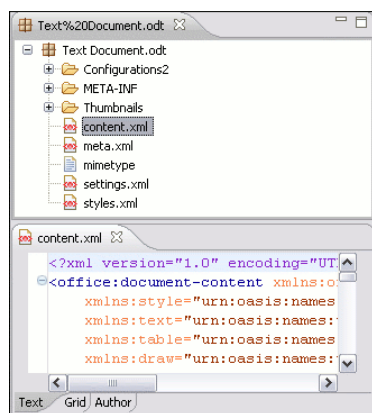 Text%20Document.odt
Text Document.odt
Configurations2
META-INF
Thumbnails
content.xml
meta.xml
mimetype
settings.xml
styles.xml
content.xml
<?xml version="1.0" encoding="UT
<office:document-content xmlns:o
xmlns:style="urn:oasis:names
xmlns:text="urn:oasis:names:
xmlns:table="urn:oasis:names
xmlns:draw="urn:oasis:names:
Text Grid Author